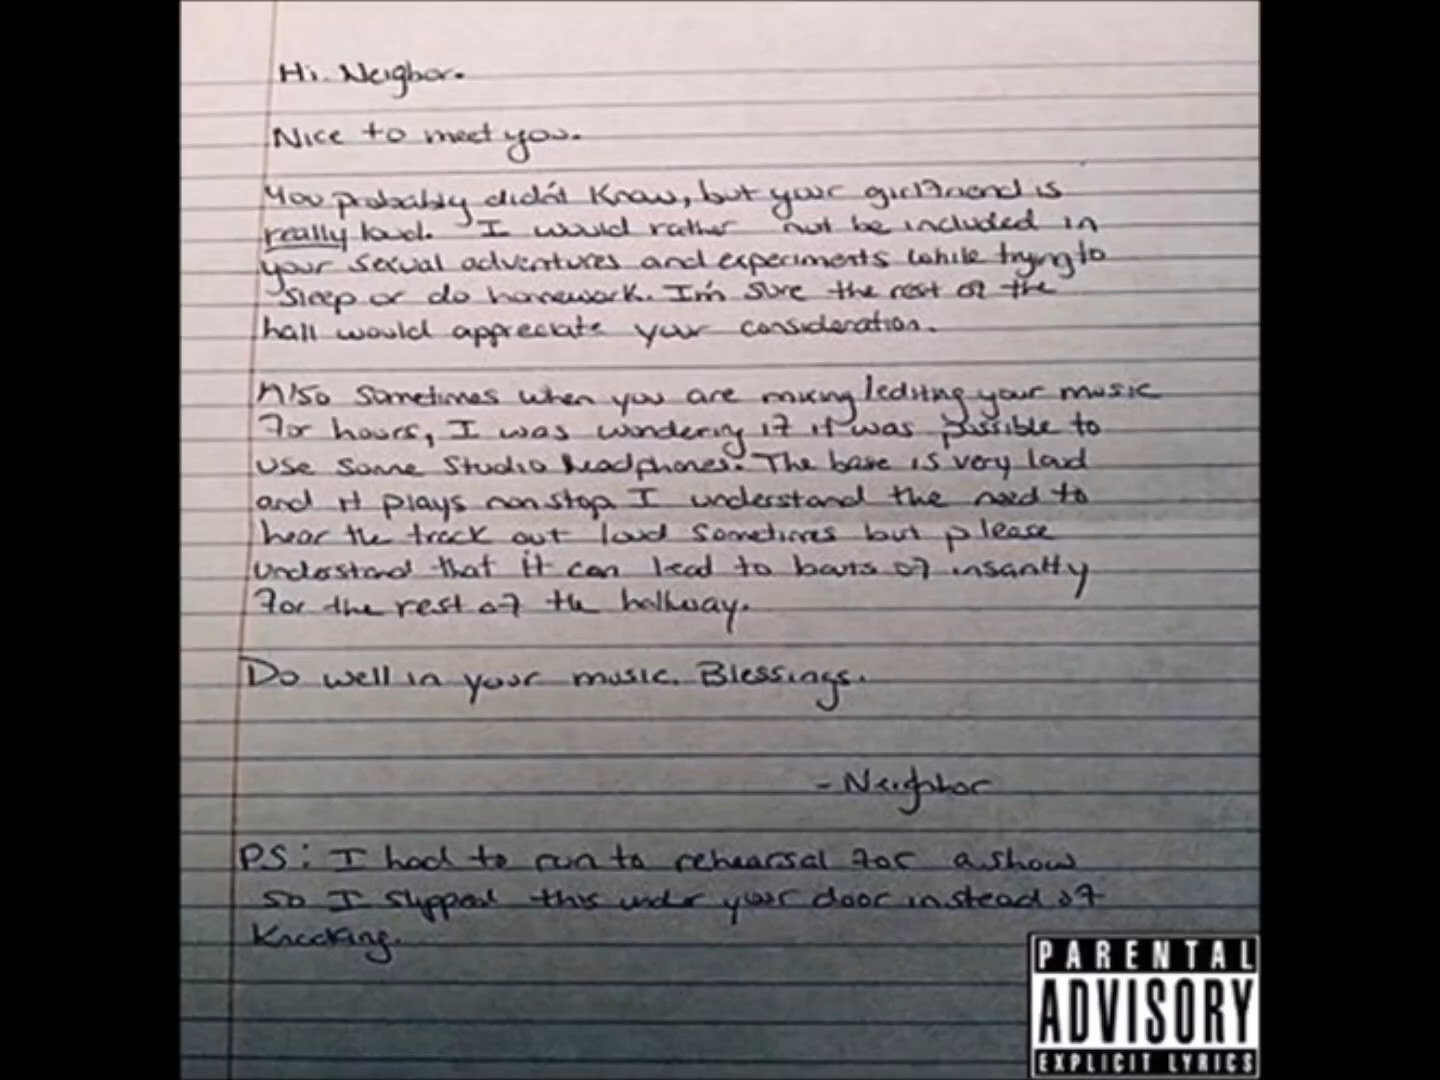 Hi Neigbor.
Nice to meet you.
You probably didn't know, but your girlfriend is
really loud. I would rather not be included in
your sexual adventures and experiments while trying to
sleep or do homework. I'm sure the rest of the
hall would appreciate your consideration.
Also sometimes when you are mixing/editing your music
for hours, I was wondering if it was possible to
use some studio headphones. The base is very loud
and it plays nonstop I understand the need to
hear the track out loud sometimes but please
understand that it can lead to bouts of insanity
for the rest of the hallway.
Do well in your music. Blessings.
- Neighbor
PS: I had to run to rehearsal for a show
so I slipped this under your door instead of
knocking.
PARENTAL
ADVISORY
EXPLICIT LYRICS